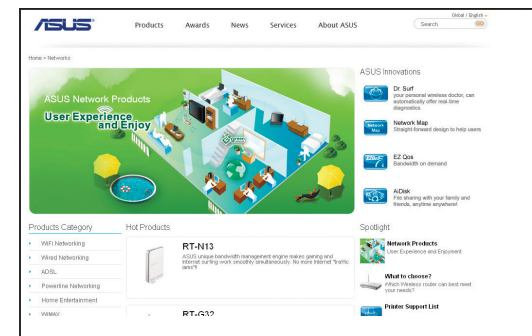 ASUS
Products Awards News Services About ASUS
Global / English
Search GO
Home > Networks
ASUS Network Products
User Experience
and Enjoy
green
ASUS Innovations
Dr. Surf
your personal wireless doctor, can
automatically offer real-time
diagnostics.
Network
Map
Network Map
Straight-forward design to help users
EZ Qos
Bandwidth on demand
AiDisk
File sharing with your family and
friends, anytime anywhere!
Products Category
WiFi Networking
Wired Networking
ADSL
Powerline Networking
Home Entertainment
WiMAX
Hot Products
RT-N13
ASUS unique bandwidth management engine makes gaming and
internet surfing work smoothly simultaneously. No more Internet "traffic
jams"!
RT-G32
Spotlight
Network Products
User Experience and Enjoyment
What to choose?
Which Wireless router can best meet
your needs?
Printer Support List